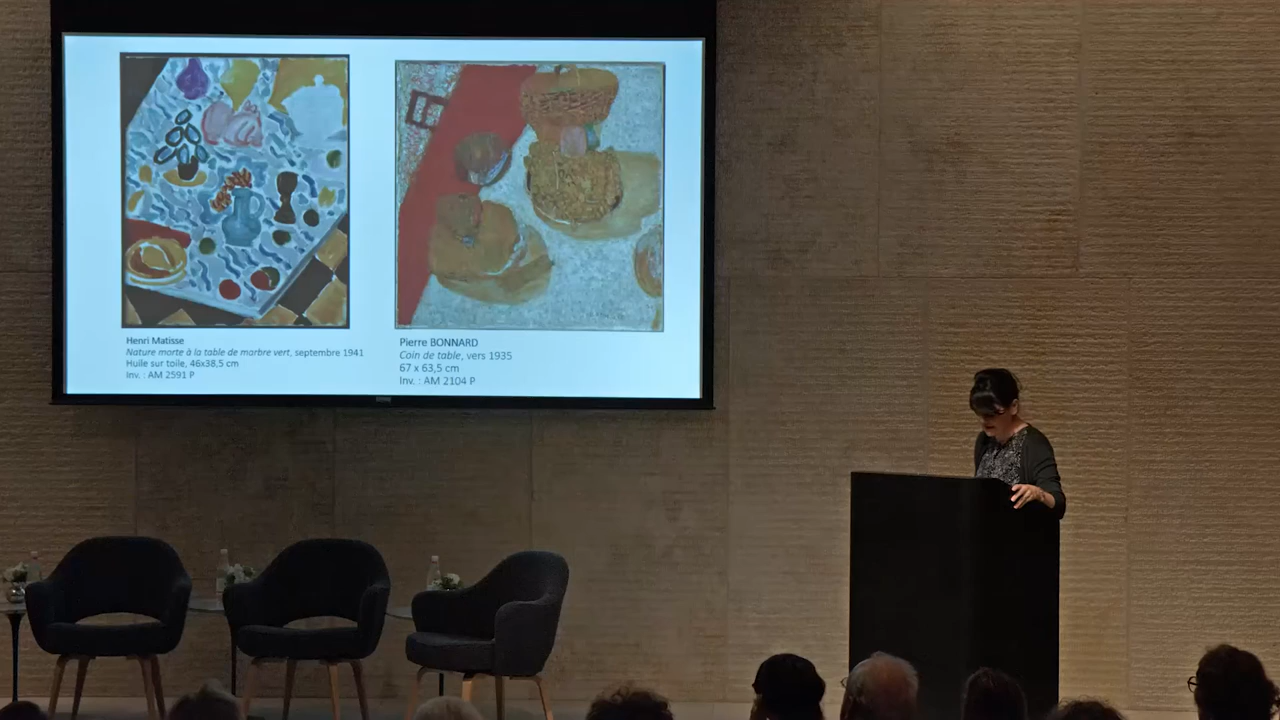 Henri Matisse
Nature morte à la table de marbre vert, septembre 1941
Huile sur toile, 46x38,5 cm
Inv. : AM 2591 P
Pierre BONNARD
Coin de table, vers 1935
67 x 63,5 cm
Inv. : AM 2104 P